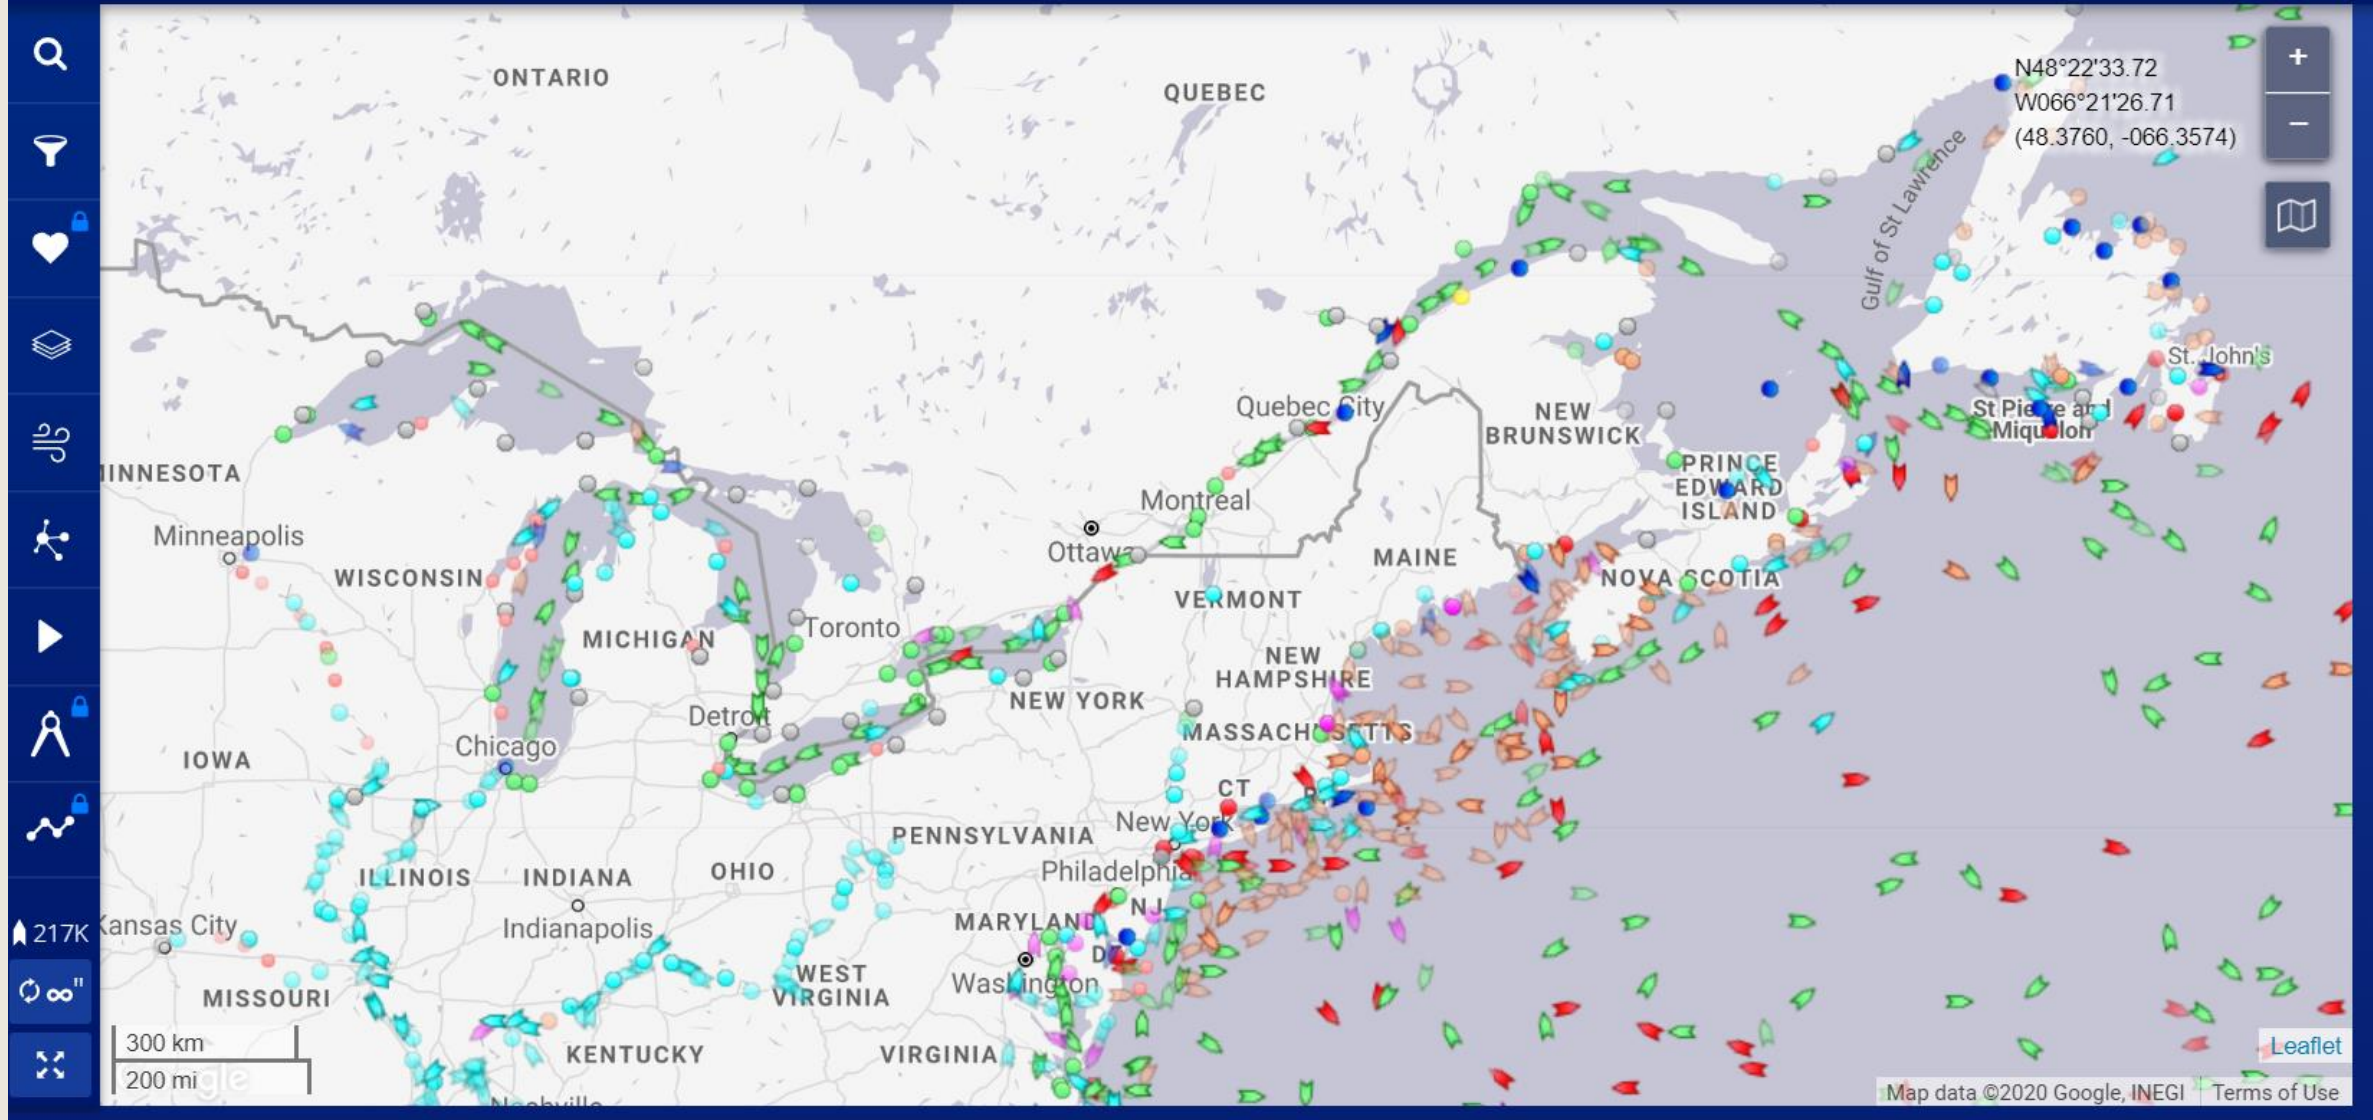 ONTARIO
QUEBEC
N48°22'33.72
W066°21'26.71
(48.3760, -066.3574)
+
−
Gulf of St Lawrence
St. John's
Quebec City
NEW
BRUNSWICK
St Pierre and
Miquelon
MINNESOTA
PRINCE
EDWARD
ISLAND
Montreal
Minneapolis
Ottawa
MAINE
WISCONSIN
NOVA SCOTIA
VERMONT
Toronto
MICHIGAN
NEW
HAMPSHIRE
NEW YORK
Detroit
MASSACHUSETTS
Chicago
IOWA
CT
New York
PENNSYLVANIA
Philadelphia
ILLINOIS
INDIANA
OHIO
NJ
MARYLAND
Kansas City
Indianapolis
217K
Washington
WEST
VIRGINIA
∞"
MISSOURI
300 km
KENTUCKY
VIRGINIA
Leaflet
200 mi
Nashville
Map data ©2020 Google, INEGI
Terms of Use